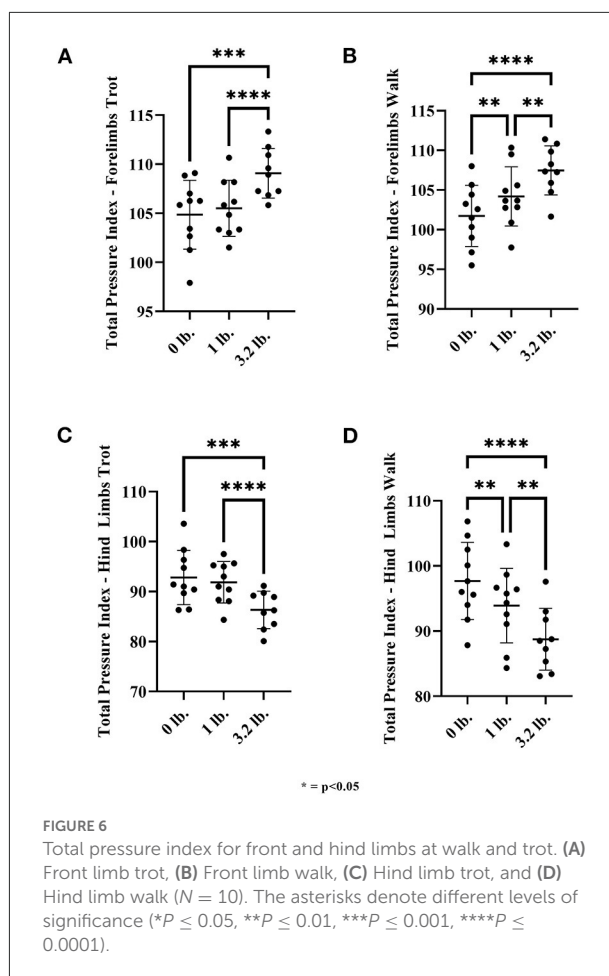 A
***
****
Total Pressure Index - Forelimbs Trot
115
110
105
100
95
0 lb.
1 lb.
3.2 lb.
B
****
**
**
Total Pressure Index - Forelimbs Walk
115
110
105
100
95
90
0 lb.
1 lb.
3.2 lb.
C
***
****
Total Pressure Index - Hind Limbs Trot
110
100
90
80
70
0 lb.
1 lb.
3.2 lb.
D
****
**
**
Total Pressure Index - Hind Limbs Walk
110
100
90
80
0 lb.
1 lb.
3.2 lb.
* = p<0.05
FIGURE 6
Total pressure index for front and hind limbs at walk and trot. (A)
Front limb trot, (B) Front limb walk, (C) Hind limb trot, and (D)
Hind limb walk (N = 10). The asterisks denote different levels of
significance (*P ≤ 0.05, **P ≤ 0.01, ***P ≤ 0.001, ****P ≤
0.0001).